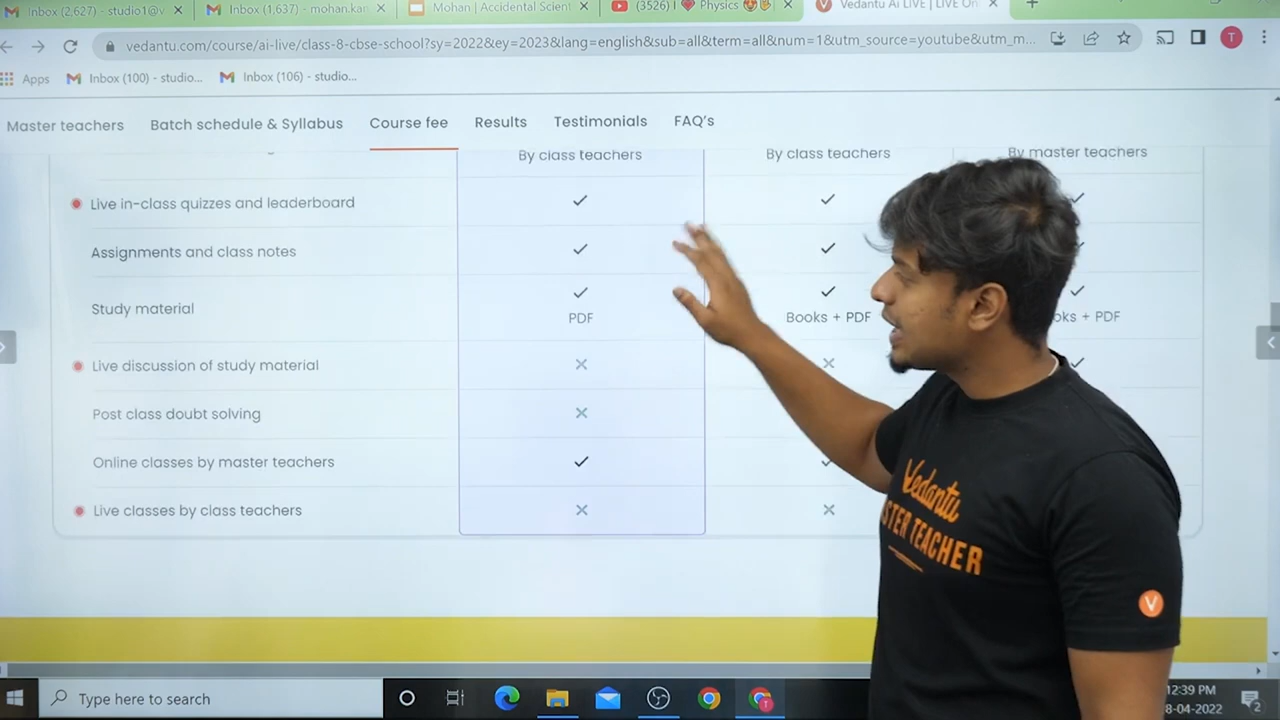 Inbox (2,627) - studio1@v
Inbox (1,637) - mohan.kar
Mohan | Accidental Scient
(3526) | Physics
Vedantu Ai LIVE | LIVE On
vedantu.com/course/ai-live/class-8-cbse-school?sy=2022&ey=2023&lang=english&sub=all&term=all&num=1&utm_source=youtube&utm_m...
T
Apps
Inbox (100) - studio...
Inbox (106) - studio...
Master teachers
Batch schedule & Syllabus
Course fee
Results
Testimonials
FAQ's
By class teachers
By class teachers
By master teachers
Live in-class quizzes and leaderboard
Assignments and class notes
Study material
PDF
Books + PDF
oks + PDF
Live discussion of study material
Post class doubt solving
Online classes by master teachers
Live classes by class teachers
Vedantu
STER TEACHER
V
Type here to search
T
12:39 PM
8-04-2022
2